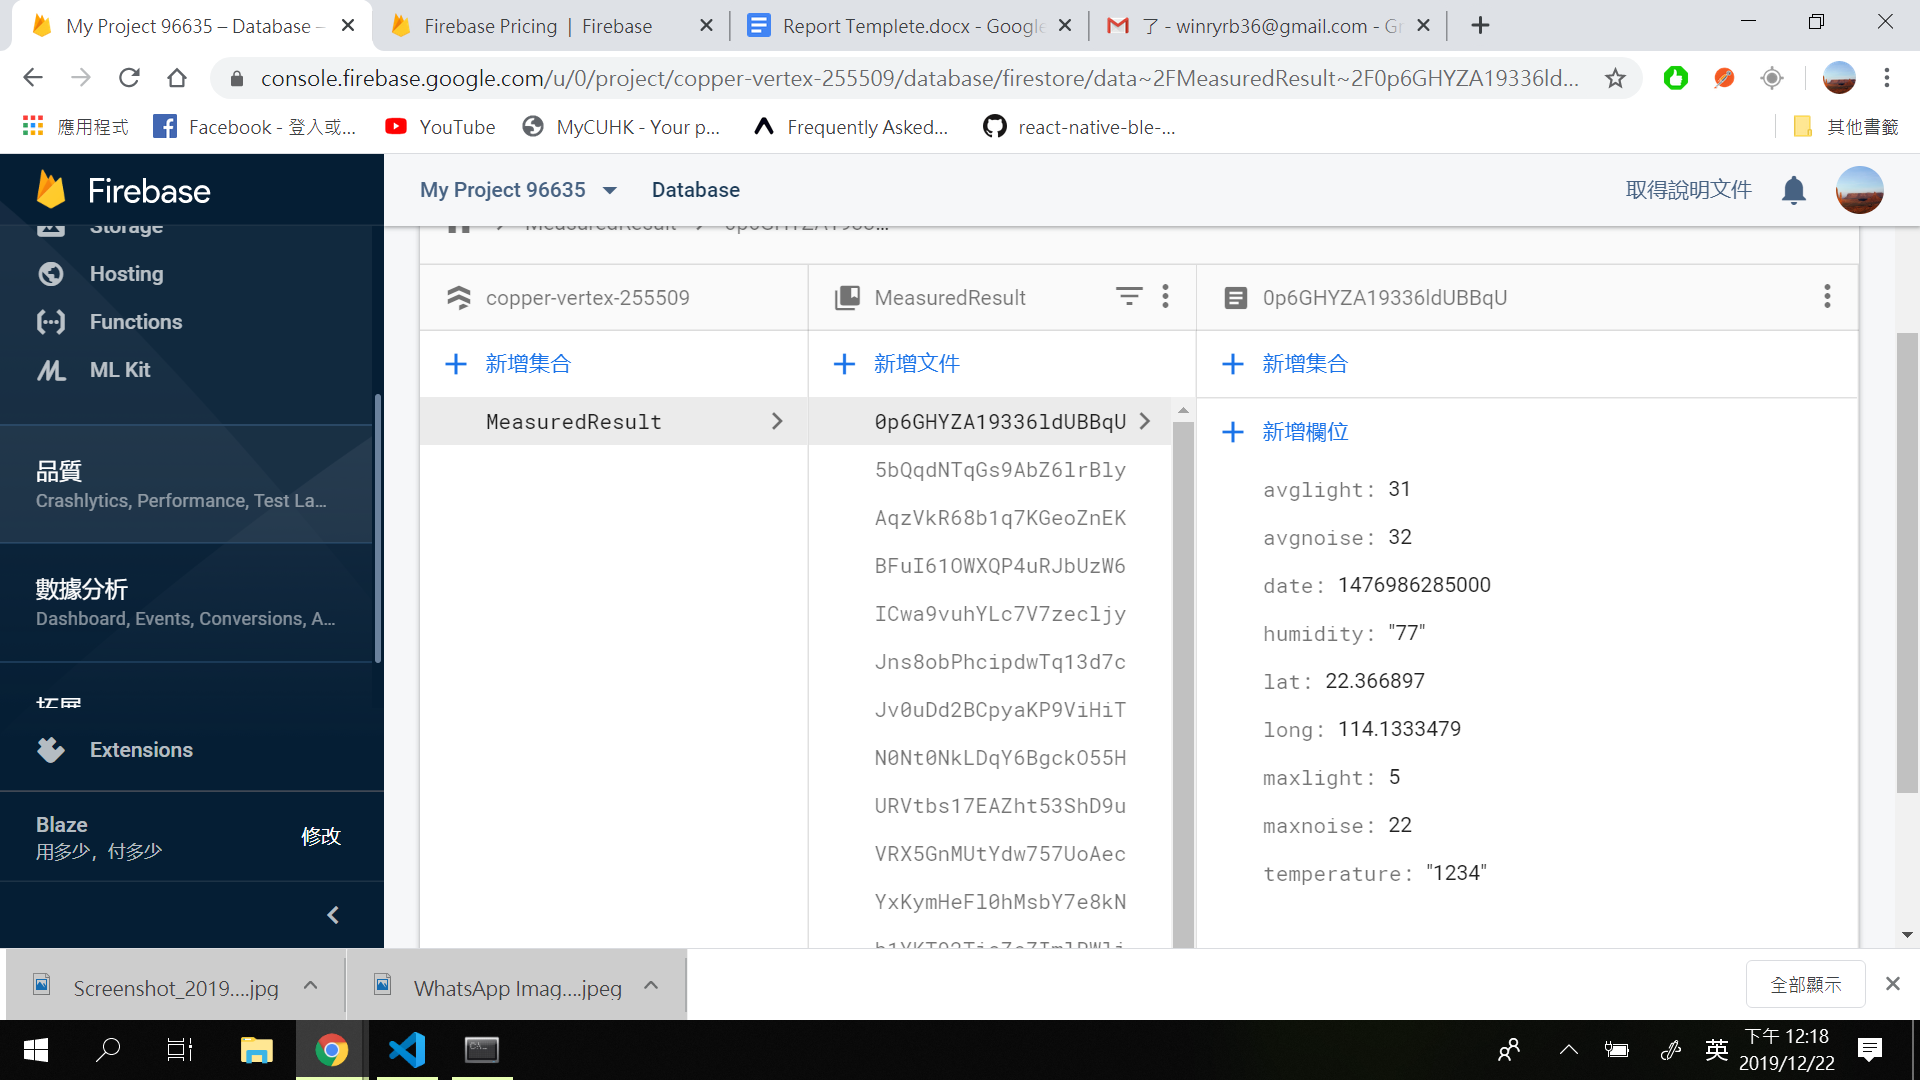 My Project 96635 – Database –
Firebase Pricing | Firebase
Report Templete.docx - Google
了 - winryrb36@gmail.com - G
console.firebase.google.com/u/0/project/copper-vertex-255509/database/firestore/data~2FMeasuredResult~2F0p6GHYZA19336ld...
應用程式
Facebook - 登入或...
YouTube
MyCUHK - Your p...
Frequently Asked...
react-native-ble-...
其他書籤
Firebase
My Project 96635
Database
取得說明文件
Storage
Hosting
Functions
ML Kit
品質
Crashlytics, Performance, Test La...
數據分析
Dashboard, Events, Conversions, A...
拓展
Extensions
Blaze
用多少，付多少
修改
MeasuredResult
copper-vertex-255509
MeasuredResult
0p6GHYZA19336ldUBBqU
新增集合
新增文件
新增集合
MeasuredResult
0p6GHYZA19336ldUBBqU
5bQqdNTqGs9AbZ6lrBly
AqzVkR68b1q7KGeoZnEK
BFuI61OWXQP4uRJbUzW6
ICwa9vuhYLc7V7zecljy
Jns8obPhcipdwTq13d7c
Jv0uDd2BCpyaKP9ViHiT
N0Nt0NkLDqY6BgckO55H
URVtbs17EAZht53ShD9u
VRX5GnMUtYdw757UoAec
YxKymHeFl0hMsbY7e8kN
新增欄位
avglight: 31
avgnoise: 32
date: 1476986285000
humidity: "77"
lat: 22.366897
long: 114.1333479
maxlight: 5
maxnoise: 22
temperature: "1234"
Screenshot_2019....jpg
WhatsApp Imag....jpeg
全部顯示
英
下午 12:18
2019/12/22